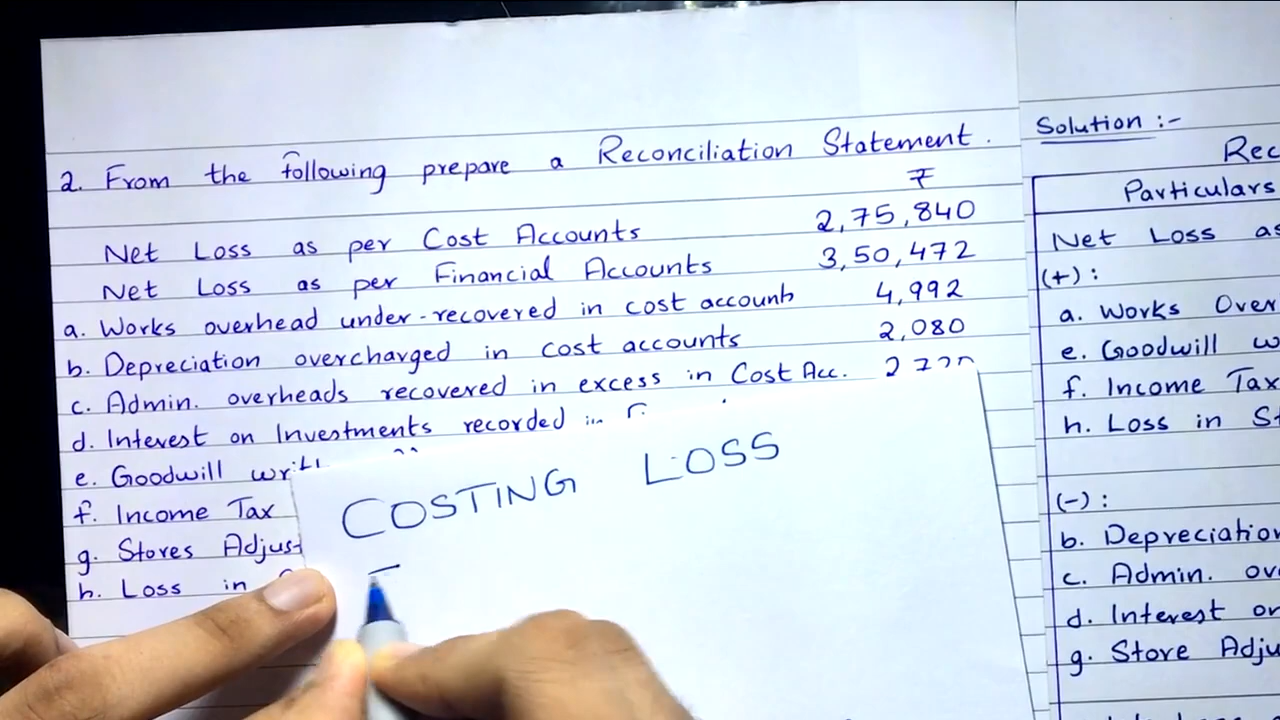 2. From the following prepare a Reconciliation Statement.
₹
Net Loss as per Cost Accounts 2,75,840
Net Loss as per Financial Accounts 3,50,472
a. Works overhead under-recovered in cost accounts 4,992
b. Depreciation overcharged in cost accounts 2,080
c. Admin. overheads recovered in excess in Cost Acc.
d. Interest on Investments recorded in
e. Goodwill
f. Income Tax
g. Stores
h. Loss in
COSTING LOSS
Solution :-
Particulars
Net Loss as
(+) :
a. Works
e. Goodwill
f. Income Tax
h. Loss in
(-) :
b. Depreciation
c. Admin.
d. Interest
g. Store